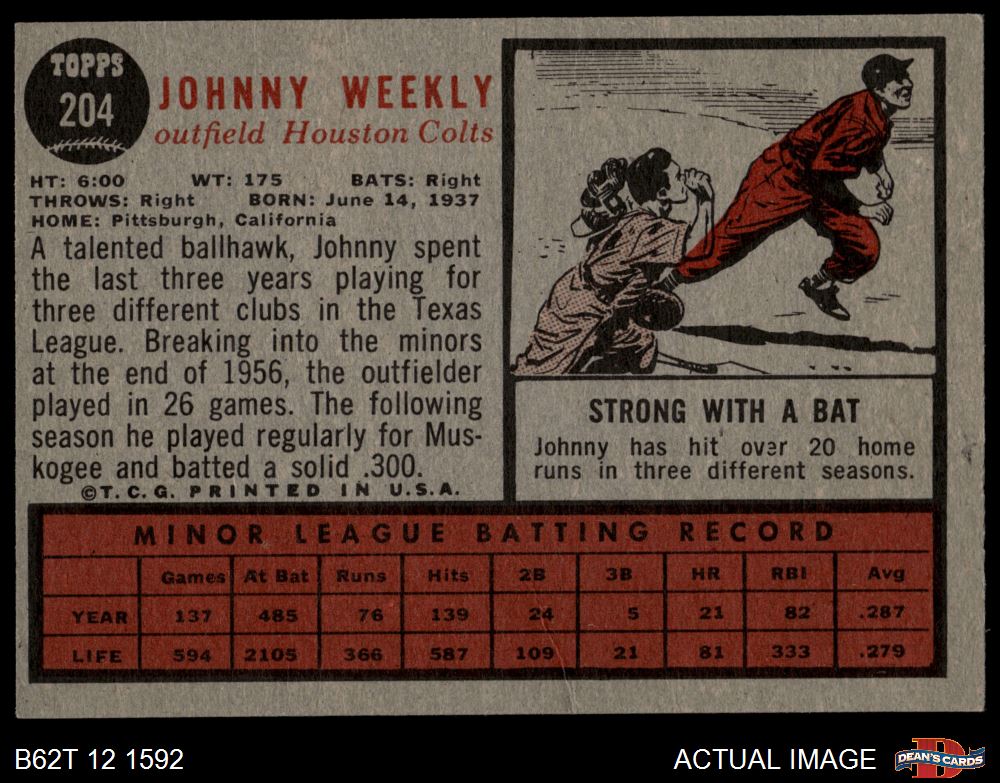 TOPPS
204
JOHNNY WEEKLY
outfield Houston Colts
HT: 6:00 WT: 175 BATS: Right
THROWS: Right BORN: June 14, 1937
HOME: Pittsburgh, California
A talented ballhawk, Johnny spent
the last three years playing for
three different clubs in the Texas
League. Breaking into the minors
at the end of 1956, the outfielder
played in 26 games. The following
season he played regularly for Mus-
kogee and batted a solid .300.
©T.C.G. PRINTED IN U.S.A.
STRONG WITH A BAT
Johnny has hit over 20 home
runs in three different seasons.
MINOR LEAGUE BATTING RECORD
Games At Bat Runs Hits 2B 3B HR RBI Avg
YEAR 137 485 76 139 24 5 21 82 .287
LIFE 594 2105 366 587 109 21 81 333 .279
B62T 12 1592
ACTUAL IMAGE
DEAN'S CARDS